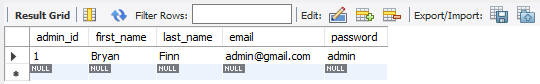 Result Grid Filter Rows: Edit: Export/Import:
admin_id first_name last_name email password
1 Bryan Finn admin@gmail.com admin
NULL NULL NULL NULL NULL